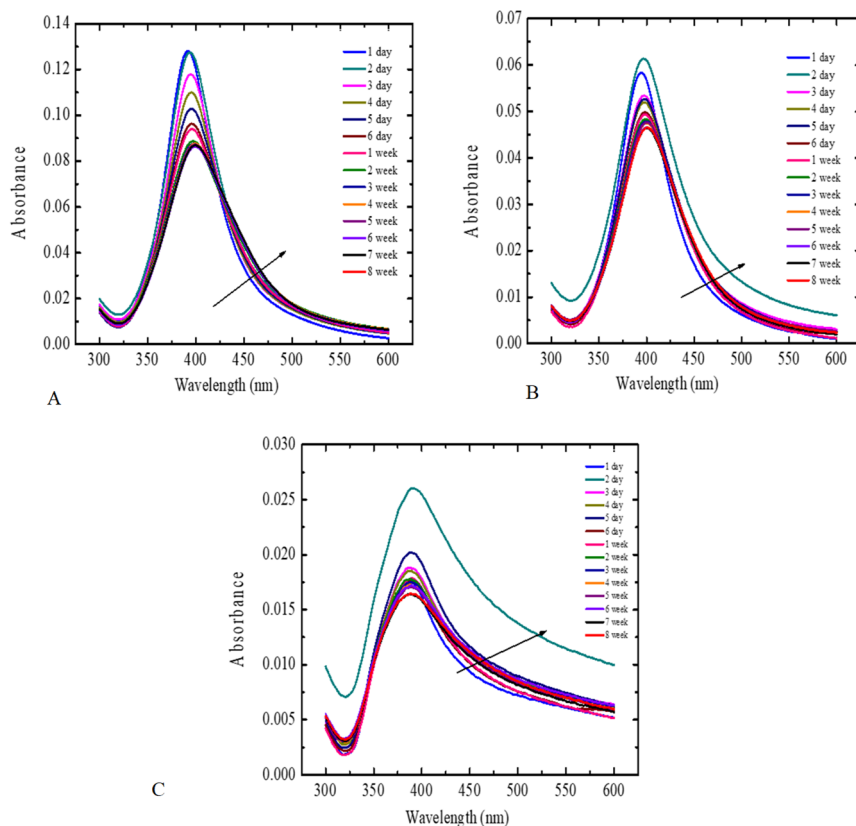 0.14
0.12
0.10
0.08
0.06
0.04
0.02
0.00
Absorbance
300 350 400 450 500 550 600
Wavelength (nm)
1 day
2 day
3 day
4 day
5 day
6 day
1 week
2 week
3 week
4 week
5 week
6 week
7 week
8 week
A
0.07
0.06
0.05
0.04
0.03
0.02
0.01
0.00
Absorbance
300 350 400 450 500 550 600
Wavelength (nm)
1 day
2 day
3 day
4 day
5 day
6 day
1 week
2 week
3 week
4 week
5 week
6 week
7 week
8 week
B
0.030
0.025
0.020
0.015
0.010
0.005
0.000
Absorbance
300 350 400 450 500 550 600
Wavelength (nm)
1 day
2 day
3 day
4 day
5 day
6 day
1 week
2 week
3 week
4 week
5 week
6 week
7 week
8 week
C